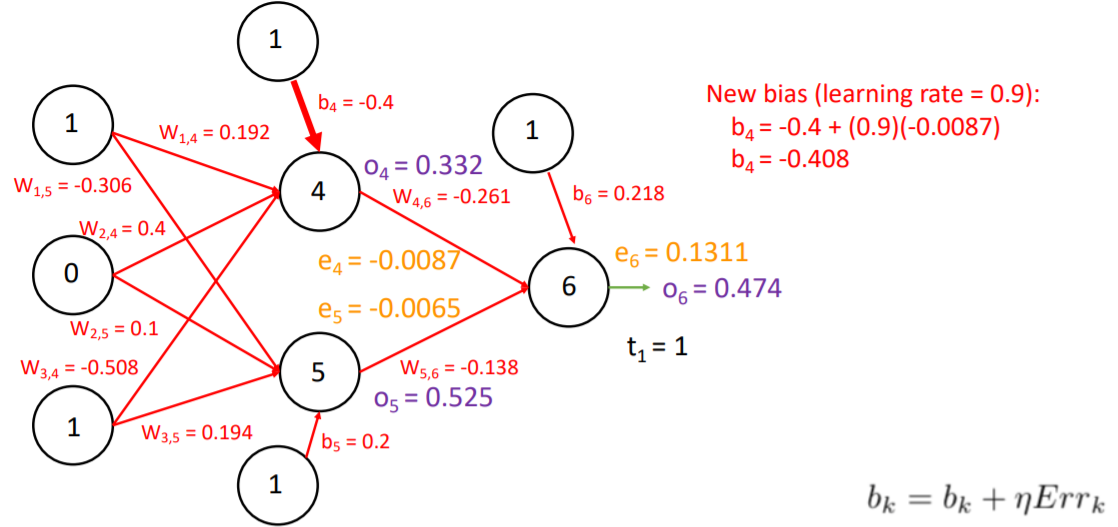 1
b₄ = -0.4
New bias (learning rate = 0.9):
b₄ = -0.4 + (0.9)(-0.0087)
b₄ = -0.408
1
W₁,₄ = 0.192
1
o₄ = 0.332
W₁,₅ = -0.306
4
W₄,₆ = -0.261
b₆ = 0.218
W₂,₄ = 0.4
0
e₄ = -0.0087
e₆ = 0.1311
6
o₆ = 0.474
e₅ = -0.0065
W₂,₅ = 0.1
t₁ = 1
W₃,₄ = -0.508
5
W₅,₆ = -0.138
o₅ = 0.525
1
W₃,₅ = 0.194
b₅ = 0.2
1
bₖ = bₖ + ηErrₖ